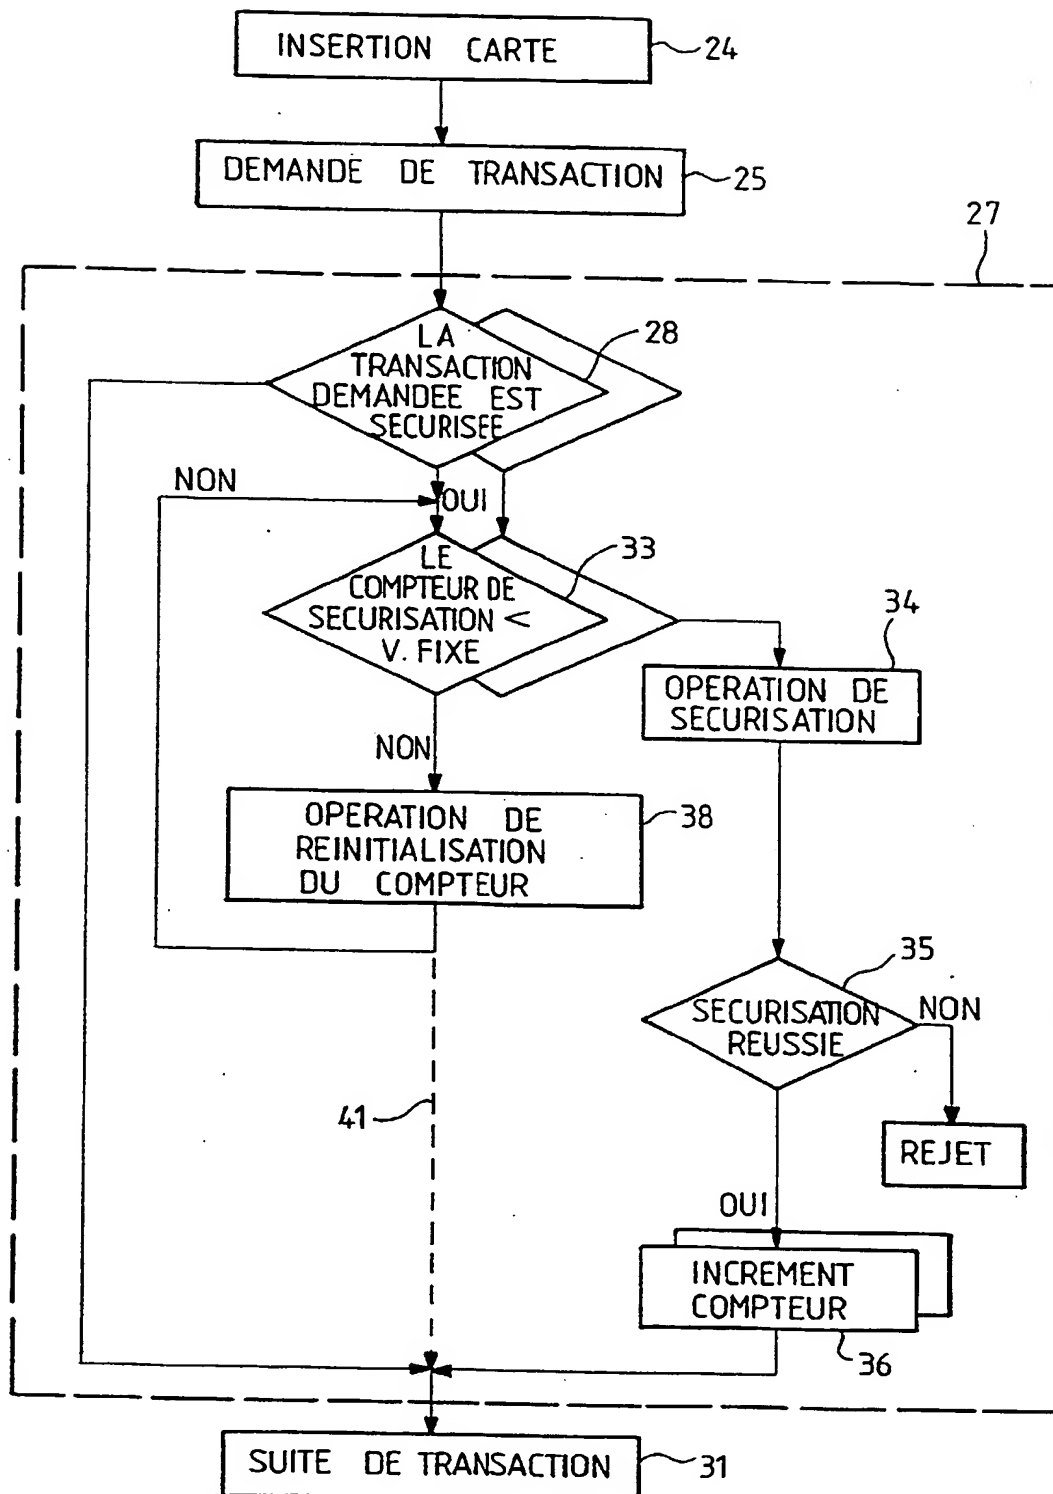 INSERTION CARTE
24
DEMANDE DE TRANSACTION
25
27
LA
TRANSACTION
DEMANDEE EST
SECURISEE
28
NON
OUI
LE
COMPTEUR DE
SECURISATION <
V. FIXE
33
34
OPERATION DE
SECURISATION
NON
OPERATION DE
REINITIALISATION
DU COMPTEUR
38
35
SECURISATION
REUSSIE
NON
41
REJET
OUI
INCREMENT
COMPTEUR
36
SUITE DE TRANSACTION
31